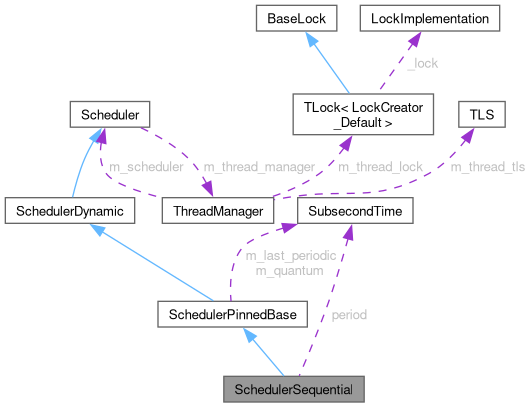 BaseLock
LockImplementation
_lock
Scheduler
TLock< LockCreator
_Default >
TLS
m_scheduler
m_thread_manager
m_thread_lock
m_thread_tls
SchedulerDynamic
ThreadManager
SubsecondTime
m_last_periodic
m_quantum
SchedulerPinnedBase
period
SchedulerSequential